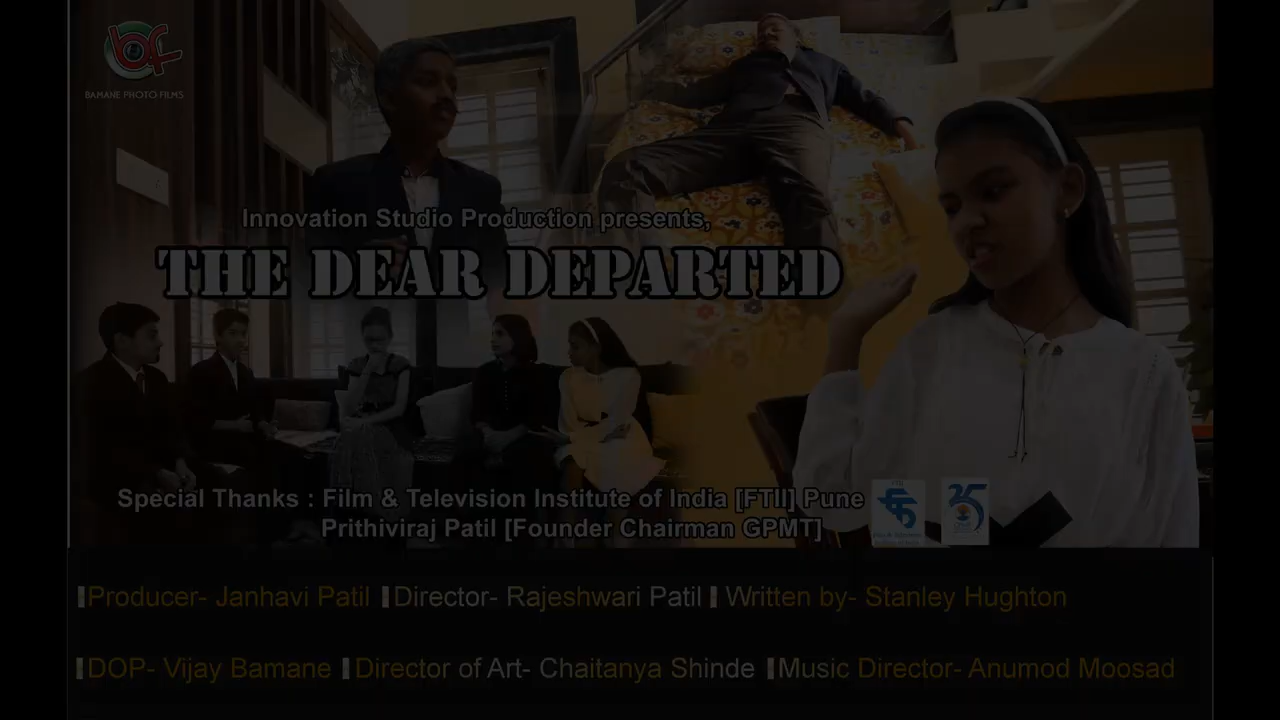 BAMANE PHOTO FILMS
Innovation Studio Production presents,
THE DEAR DEPARTED
Special Thanks : Film & Television Institute of India [FTII] Pune
Prithiviraj Patil [Founder Chairman GPMT]
Producer- Janhavi Patil Director- Rajeshwari Patil Written by- Stanley Hughton
DOP- Vijay Bamane Director of Art- Chaitanya Shinde Music Director- Anumod Moosad